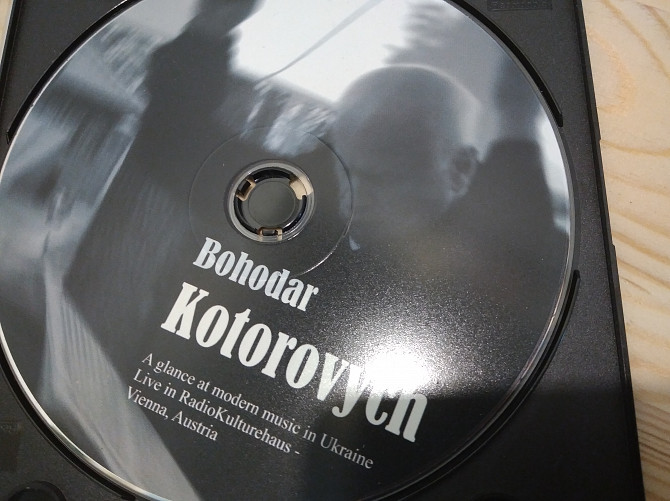 Bohodar
Kotorovych
A glance at modern music in Ukraine
Live in RadioKulturehaus -
Vienna, Austria